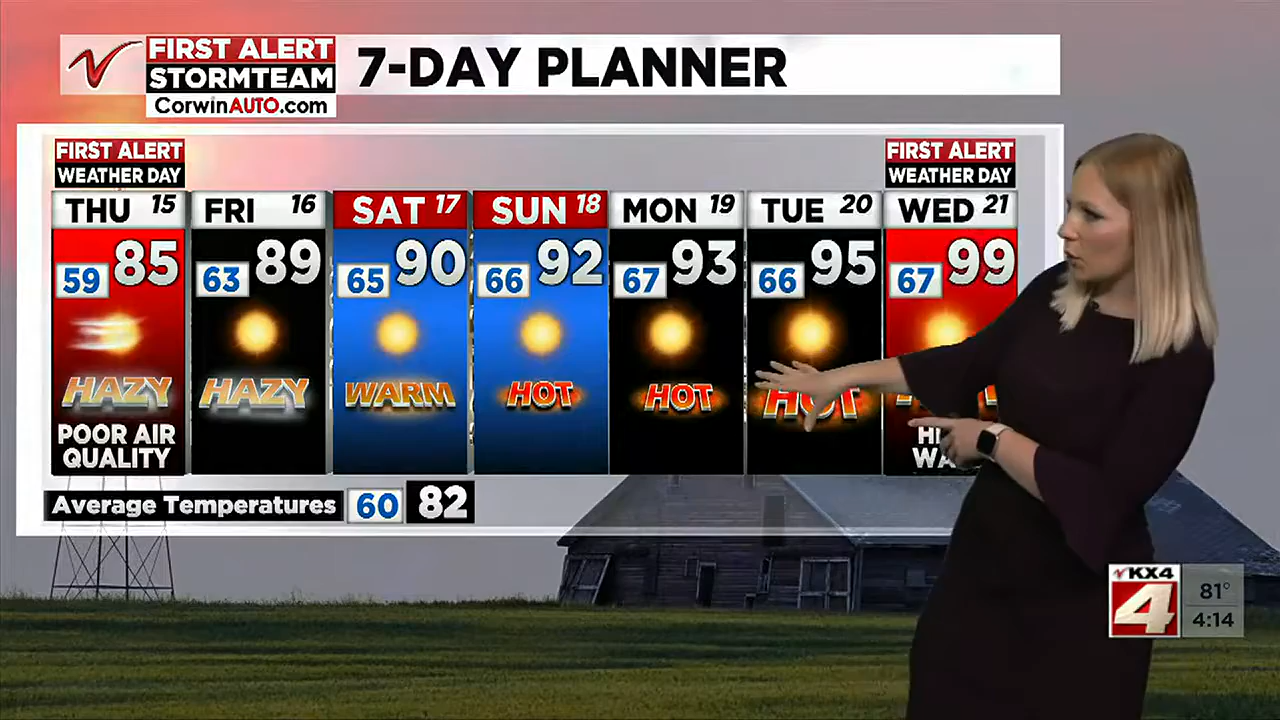 FIRST ALERT
STORMTEAM
CorwinAUTO.com
7-DAY PLANNER
FIRST ALERT
WEATHER DAY
FIRST ALERT
WEATHER DAY
THU 15
FRI 16
SAT 17
SUN 18
MON 19
TUE 20
WED 21
59 85
63 89
65 90
66 92
67 93
66 95
67 99
HAZY
HAZY
WARM
HOT
HOT
HOT
POOR AIR
QUALITY
Average Temperatures 60 82
KX4
4
81°
4:14